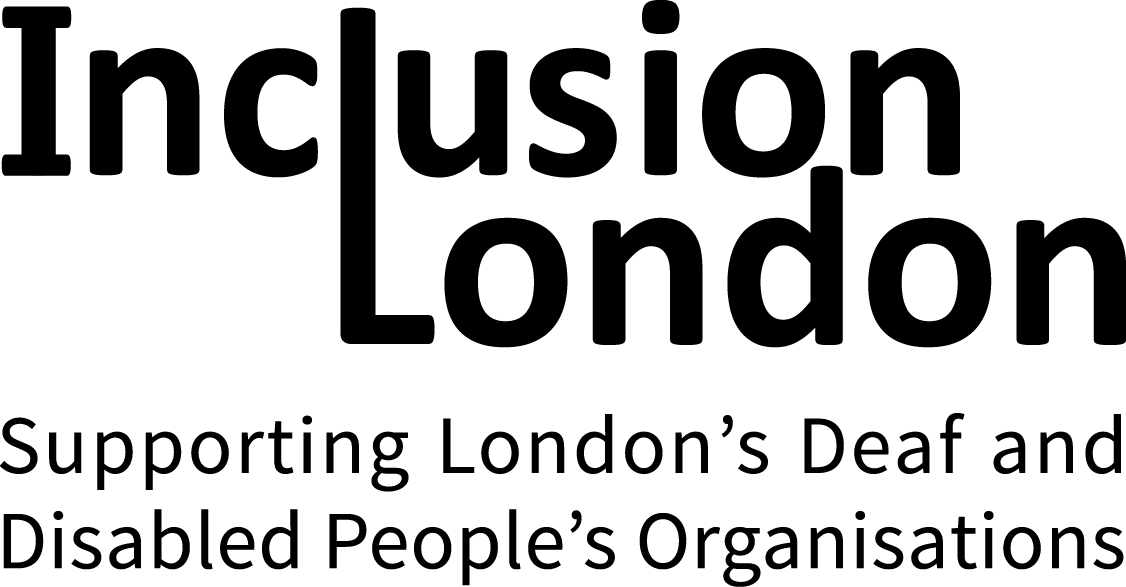 Inclusion
London
Supporting London’s Deaf and
Disabled People’s Organisations